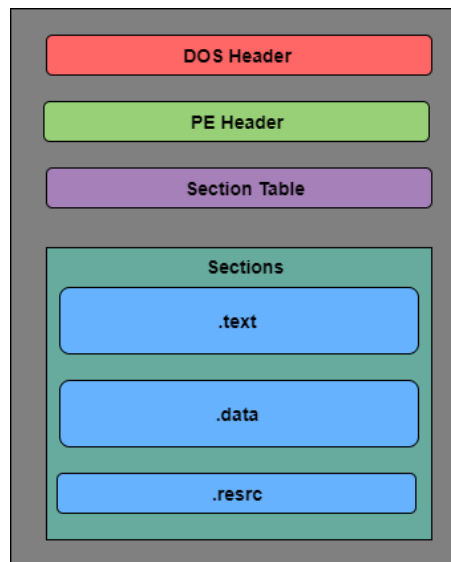 DOS Header
PE Header
Section Table
Sections
.text
.data
.resrc